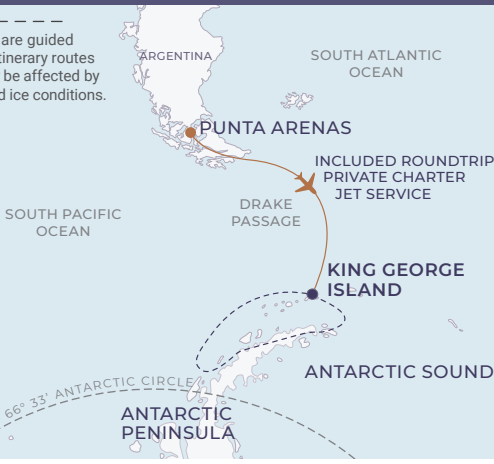 are guided
tinerary routes
be affected by
d ice conditions.
ARGENTINA
SOUTH ATLANTIC
OCEAN
PUNTA ARENAS
INCLUDED ROUNDTRIP
PRIVATE CHARTER
JET SERVICE
DRAKE
PASSAGE
SOUTH PACIFIC
OCEAN
KING GEORGE
ISLAND
ANTARCTIC SOUND
66° 33' ANTARCTIC CIRCLE
ANTARCTIC
PENINSULA